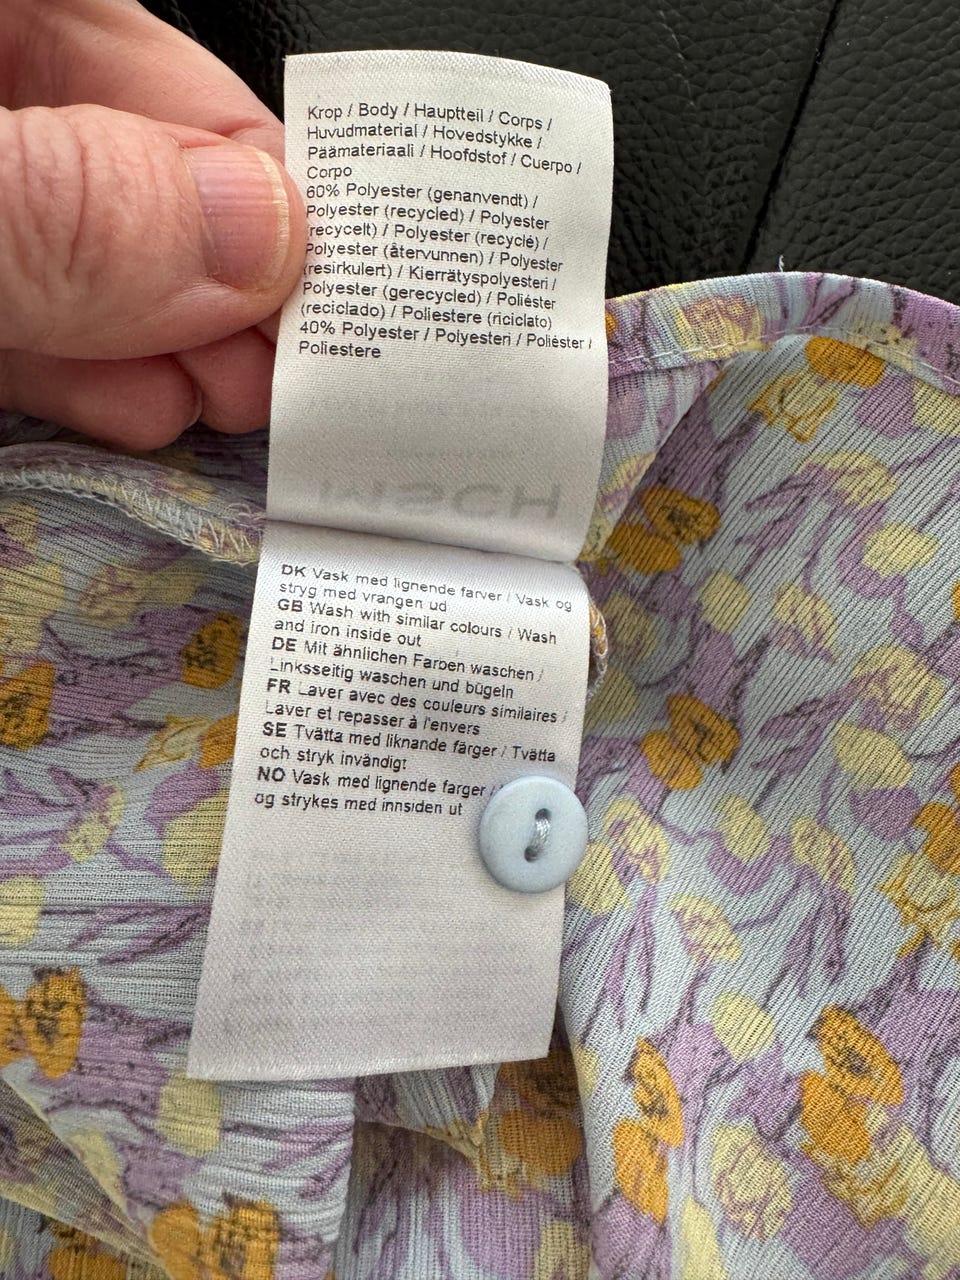 Krop / Body / Hauptteil / Corps /
Huvudmaterial / Hovedstykke /
Päämateriaali / Hoofdstof / Cuerpo /
Corpo
60% Polyester (genanvendt) /
Polyester (recycled) / Polyester
(recycelt) / Polyester (recyclé) /
Polyester (återvunnen) / Polyester
(resirkulert) / Kierrätyspolyesteri /
Polyester (gerecycled) / Poliéster
(reciclado) / Poliestere (riciclato)
40% Polyester / Polyesteri / Poliéster /
Poliestere
DK Vask med lignende farver / Vask og
stryg med vrangen ud
GB Wash with similar colours / Wash
and iron inside out
DE Mit ähnlichen Farben waschen /
Linksseitig waschen und bügeln
FR Laver avec des couleurs similaires /
Laver et repasser à l'envers
SE Tvätta med liknande färger / Tvätta
och stryk invändigt
NO Vask med lignende farger /
og strykes med innsiden ut